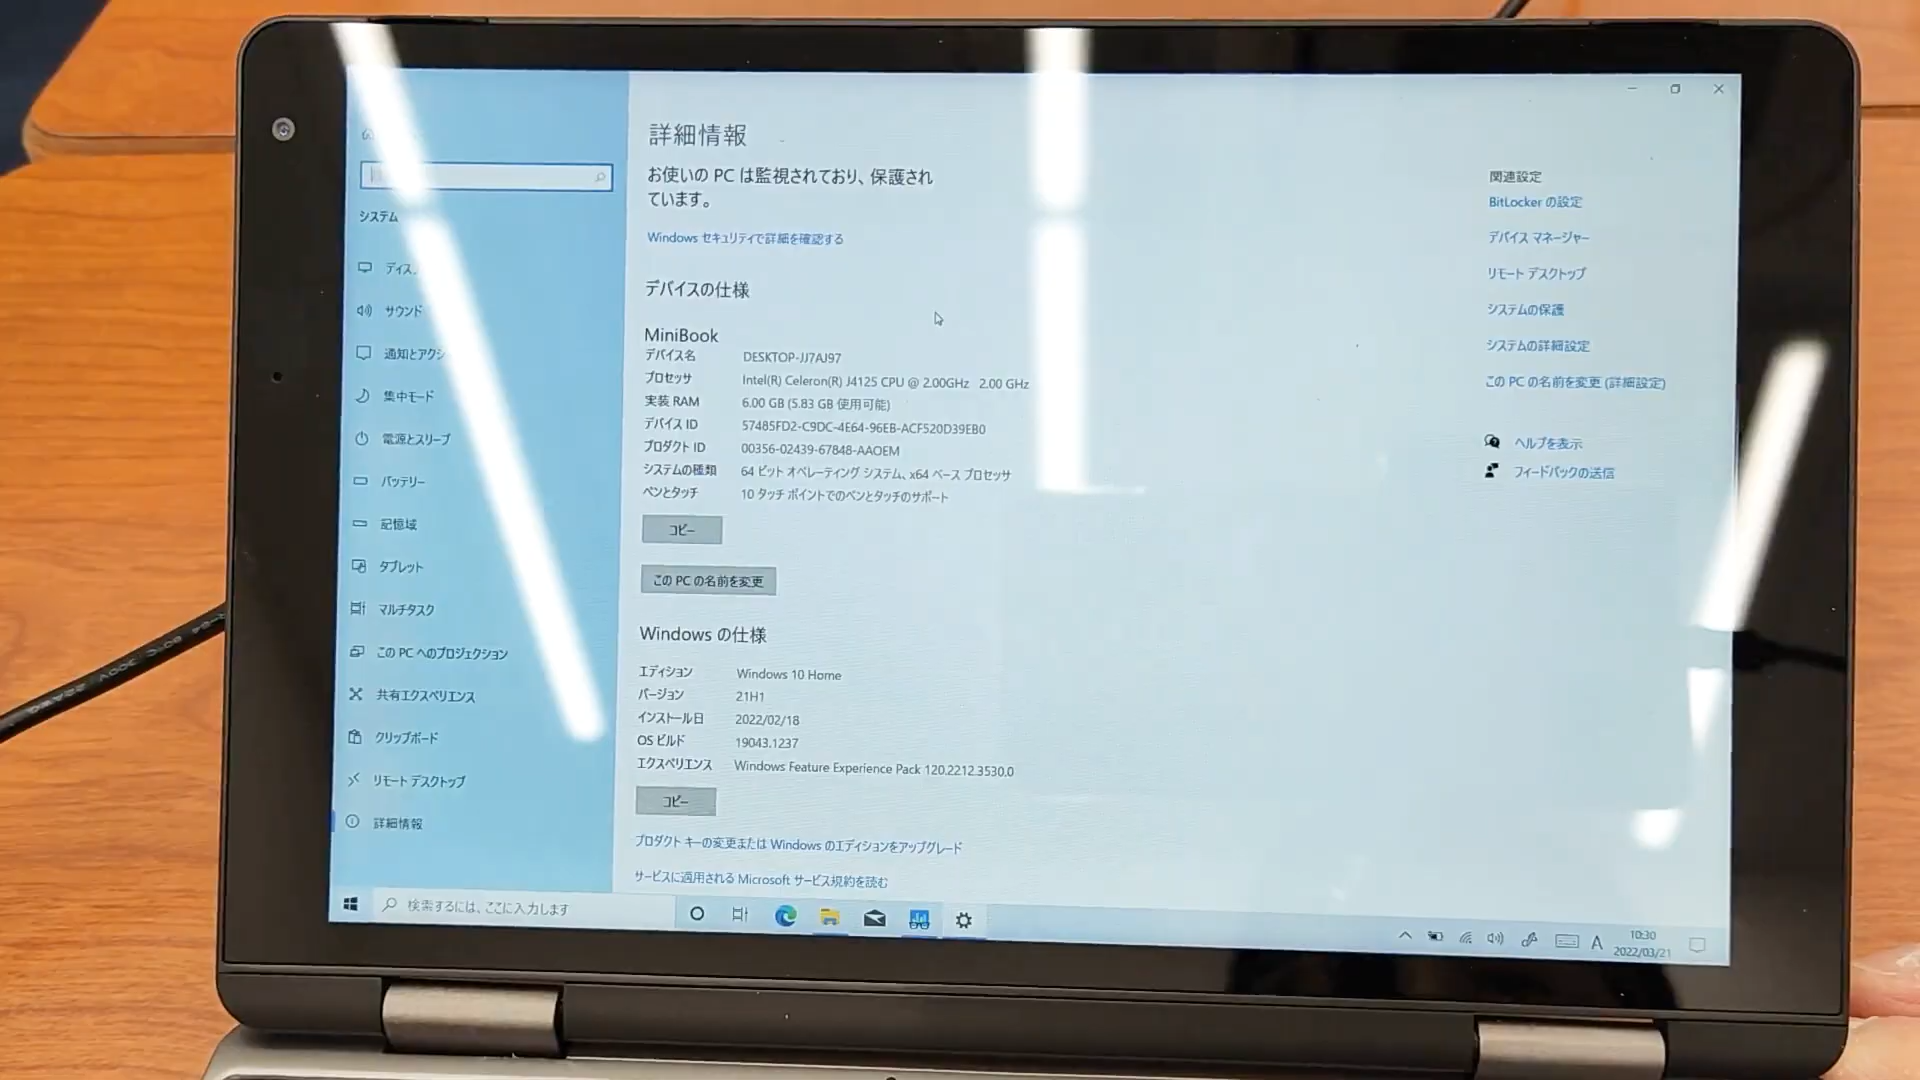 システム
ディス
サウンド
通知とアクシ
集中モード
電源とスリープ
バッテリー
記憶域
タブレット
マルチタスク
この PC へのプロジェクション
共有エクスペリエンス
クリップボード
リモート デスクトップ
詳細情報
詳細情報
お使いの PC は監視されており、保護され
ています。
Windows セキュリティで詳細を確認する
デバイスの仕様
MiniBook
デバイス名 DESKTOP-JJ7AJ97
プロセッサ Intel(R) Celeron(R) J4125 CPU @ 2.00GHz 2.00 GHz
実装 RAM 6.00 GB (5.83 GB 使用可能)
デバイス ID 57485FD2-C9DC-4E64-96EB-ACF520D39EB0
プロダクト ID 00356-02439-67848-AAOEM
システムの種類 64 ビット オペレーティング システム、x64 ベース プロセッサ
ペンとタッチ 10 タッチ ポイントでのペンとタッチのサポート
コピー
この PC の名前を変更
Windows の仕様
エディション Windows 10 Home
バージョン 21H1
インストール日 2022/02/18
OS ビルド 19043.1237
エクスペリエンス Windows Feature Experience Pack 120.2212.3530.0
コピー
プロダクト キーの変更または Windows のエディションをアップグレード
サービスに適用される Microsoft サービス規約を読む
関連設定
BitLocker の設定
デバイス マネージャー
リモート デスクトップ
システムの保護
システムの詳細設定
この PC の名前を変更 (詳細設定)
ヘルプを表示
フィードバックの送信
検索するには、ここに入力します
A
10:30
2022/03/21